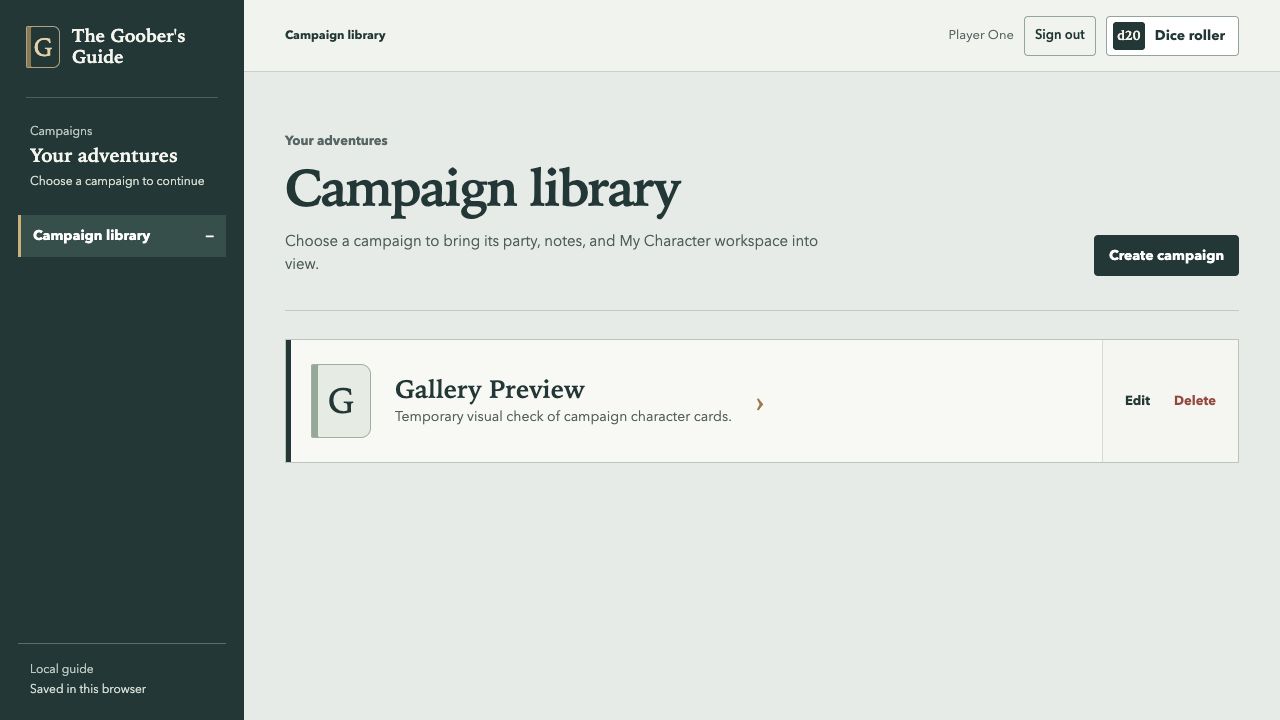 G
The Goober's
Guide
Campaigns
Your adventures
Choose a campaign to continue
Campaign library –
Local guide
Saved in this browser
Campaign library
Player One
Sign out
d20 Dice roller
Your adventures
Campaign library
Choose a campaign to bring its party, notes, and My Character workspace into
view.
Create campaign
G
Gallery Preview
Temporary visual check of campaign character cards.
›
Edit
Delete